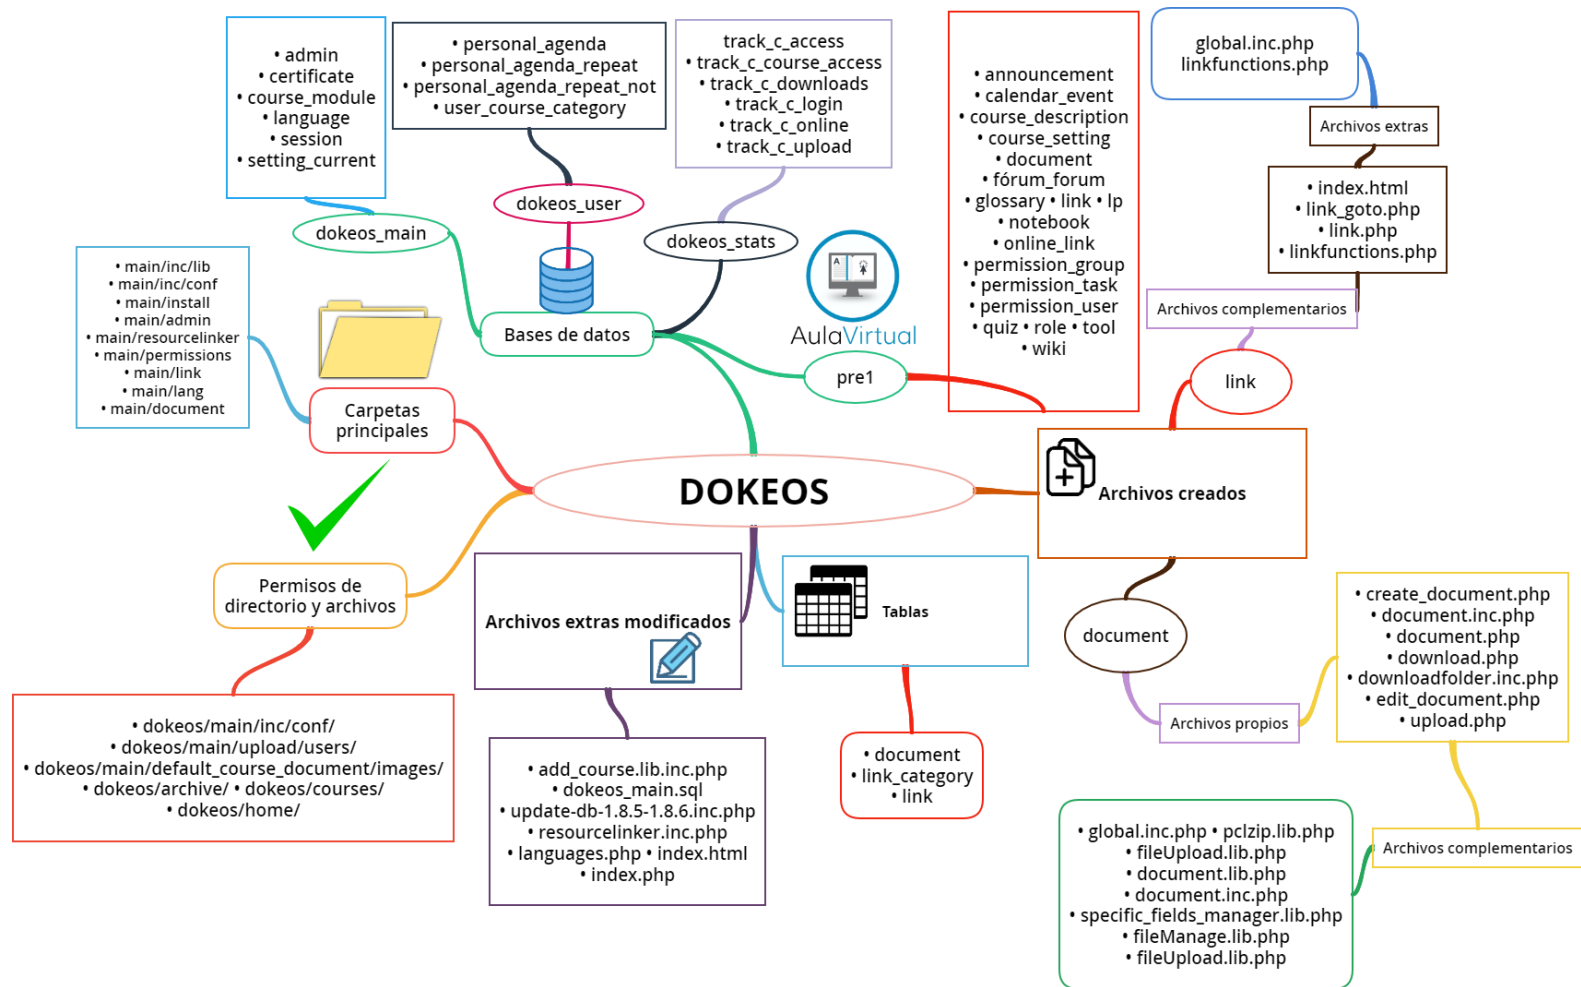 • admin
• certificate
• course_module
• language
• session
• setting_current
• personal_agenda
• personal_agenda_repeat
• personal_agenda_repeat_not
• user_course_category
track_c_access
• track_c_course_access
• track_c_downloads
• track_c_login
• track_c_online
• track_c_upload
• announcement
• calendar_event
• course_description
• course_setting
• document
• fórum_forum
• glossary • link • lp
• notebook
• online_link
• permission_group
• permission_task
• permission_user
• quiz • role • tool
• wiki
global.inc.php
linkfunctions.php
Archivos extras
• index.html
• link_goto.php
• link.php
• linkfunctions.php
Archivos complementarios
link
dokeos_main
dokeos_user
dokeos_stats
Bases de datos
A
AulaVirtual
pre1
• main/inc/lib
• main/inc/conf
• main/install
• main/admin
• main/resourcelinker
• main/permissions
• main/link
• main/lang
• main/document
Carpetas
principales
DOKEOS
Archivos creados
Permisos de
directorio y archivos
• dokeos/main/inc/conf/
• dokeos/main/upload/users/
• dokeos/main/default_course_document/images/
• dokeos/archive/ • dokeos/courses/
• dokeos/home/
Archivos extras modificados
• add_course.lib.inc.php
• dokeos_main.sql
• update-db-1.8.5-1.8.6.inc.php
• resourcelinker.inc.php
• languages.php • index.html
• index.php
Tablas
• document
• link_category
• link
document
Archivos propios
• create_document.php
• document.inc.php
• document.php
• download.php
• downloadfolder.inc.php
• edit_document.php
• upload.php
Archivos complementarios
• global.inc.php • pclzip.lib.php
• fileUpload.lib.php
• document.lib.php
• document.inc.php
• specific_fields_manager.lib.php
• fileManage.lib.php
• fileUpload.lib.php